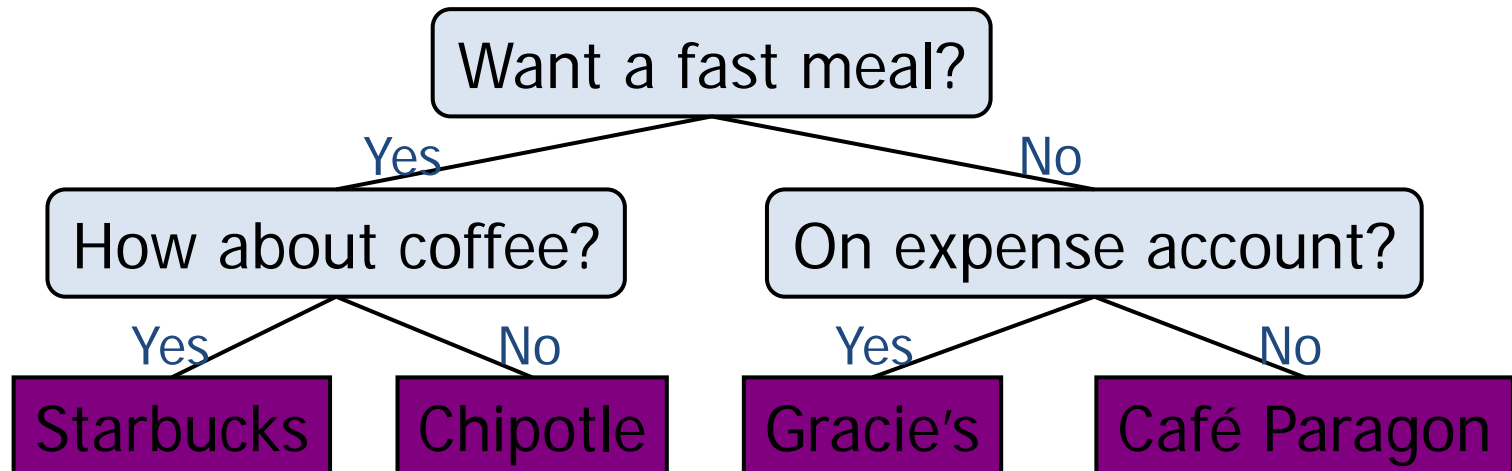 Want a fast meal?
Yes
No
How about coffee?
On expense account?
Yes
No
Yes
No
Starbucks
Chipotle
Gracie's
Café Paragon